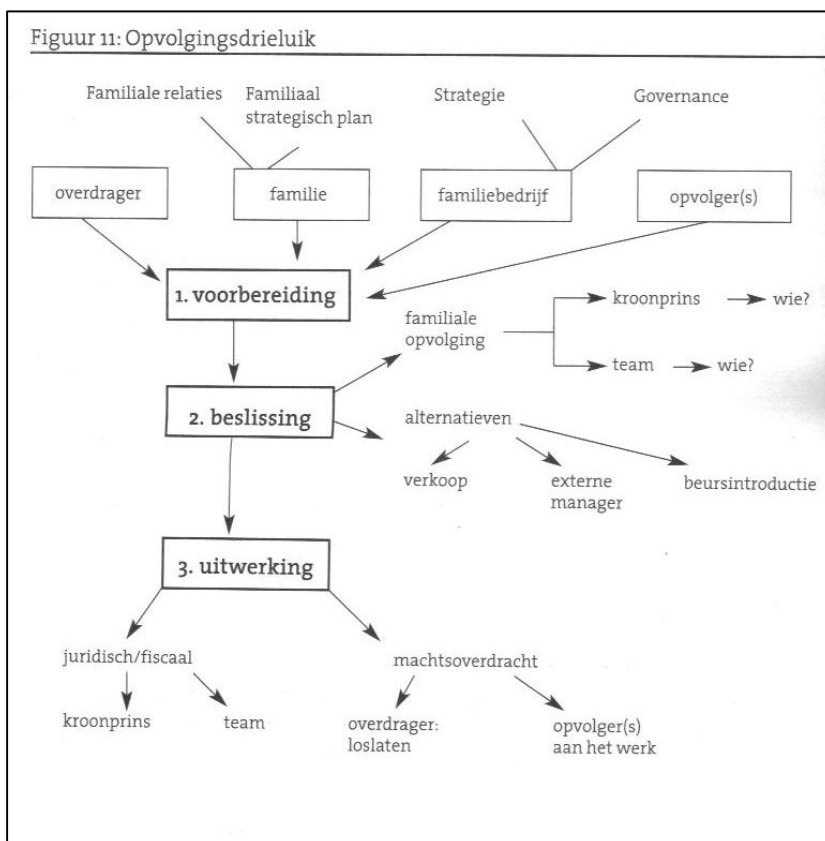 Figuur 11: Opvolgingsdrieluik
Familiale relaties
Familiaal
strategisch plan
Strategie
Governance
overdrager
familie
familiebedrijf
opvolger(s)
1. voorbereiding
familiale
opvolging
kroonprins
wie?
team
wie?
2. beslissing
alternatieven
verkoop
externe
manager
beursintroductie
3. uitwerking
juridisch/fiscaal
machtsoverdracht
kroonprins
team
overdrager:
loslaten
opvolger(s)
aan het werk